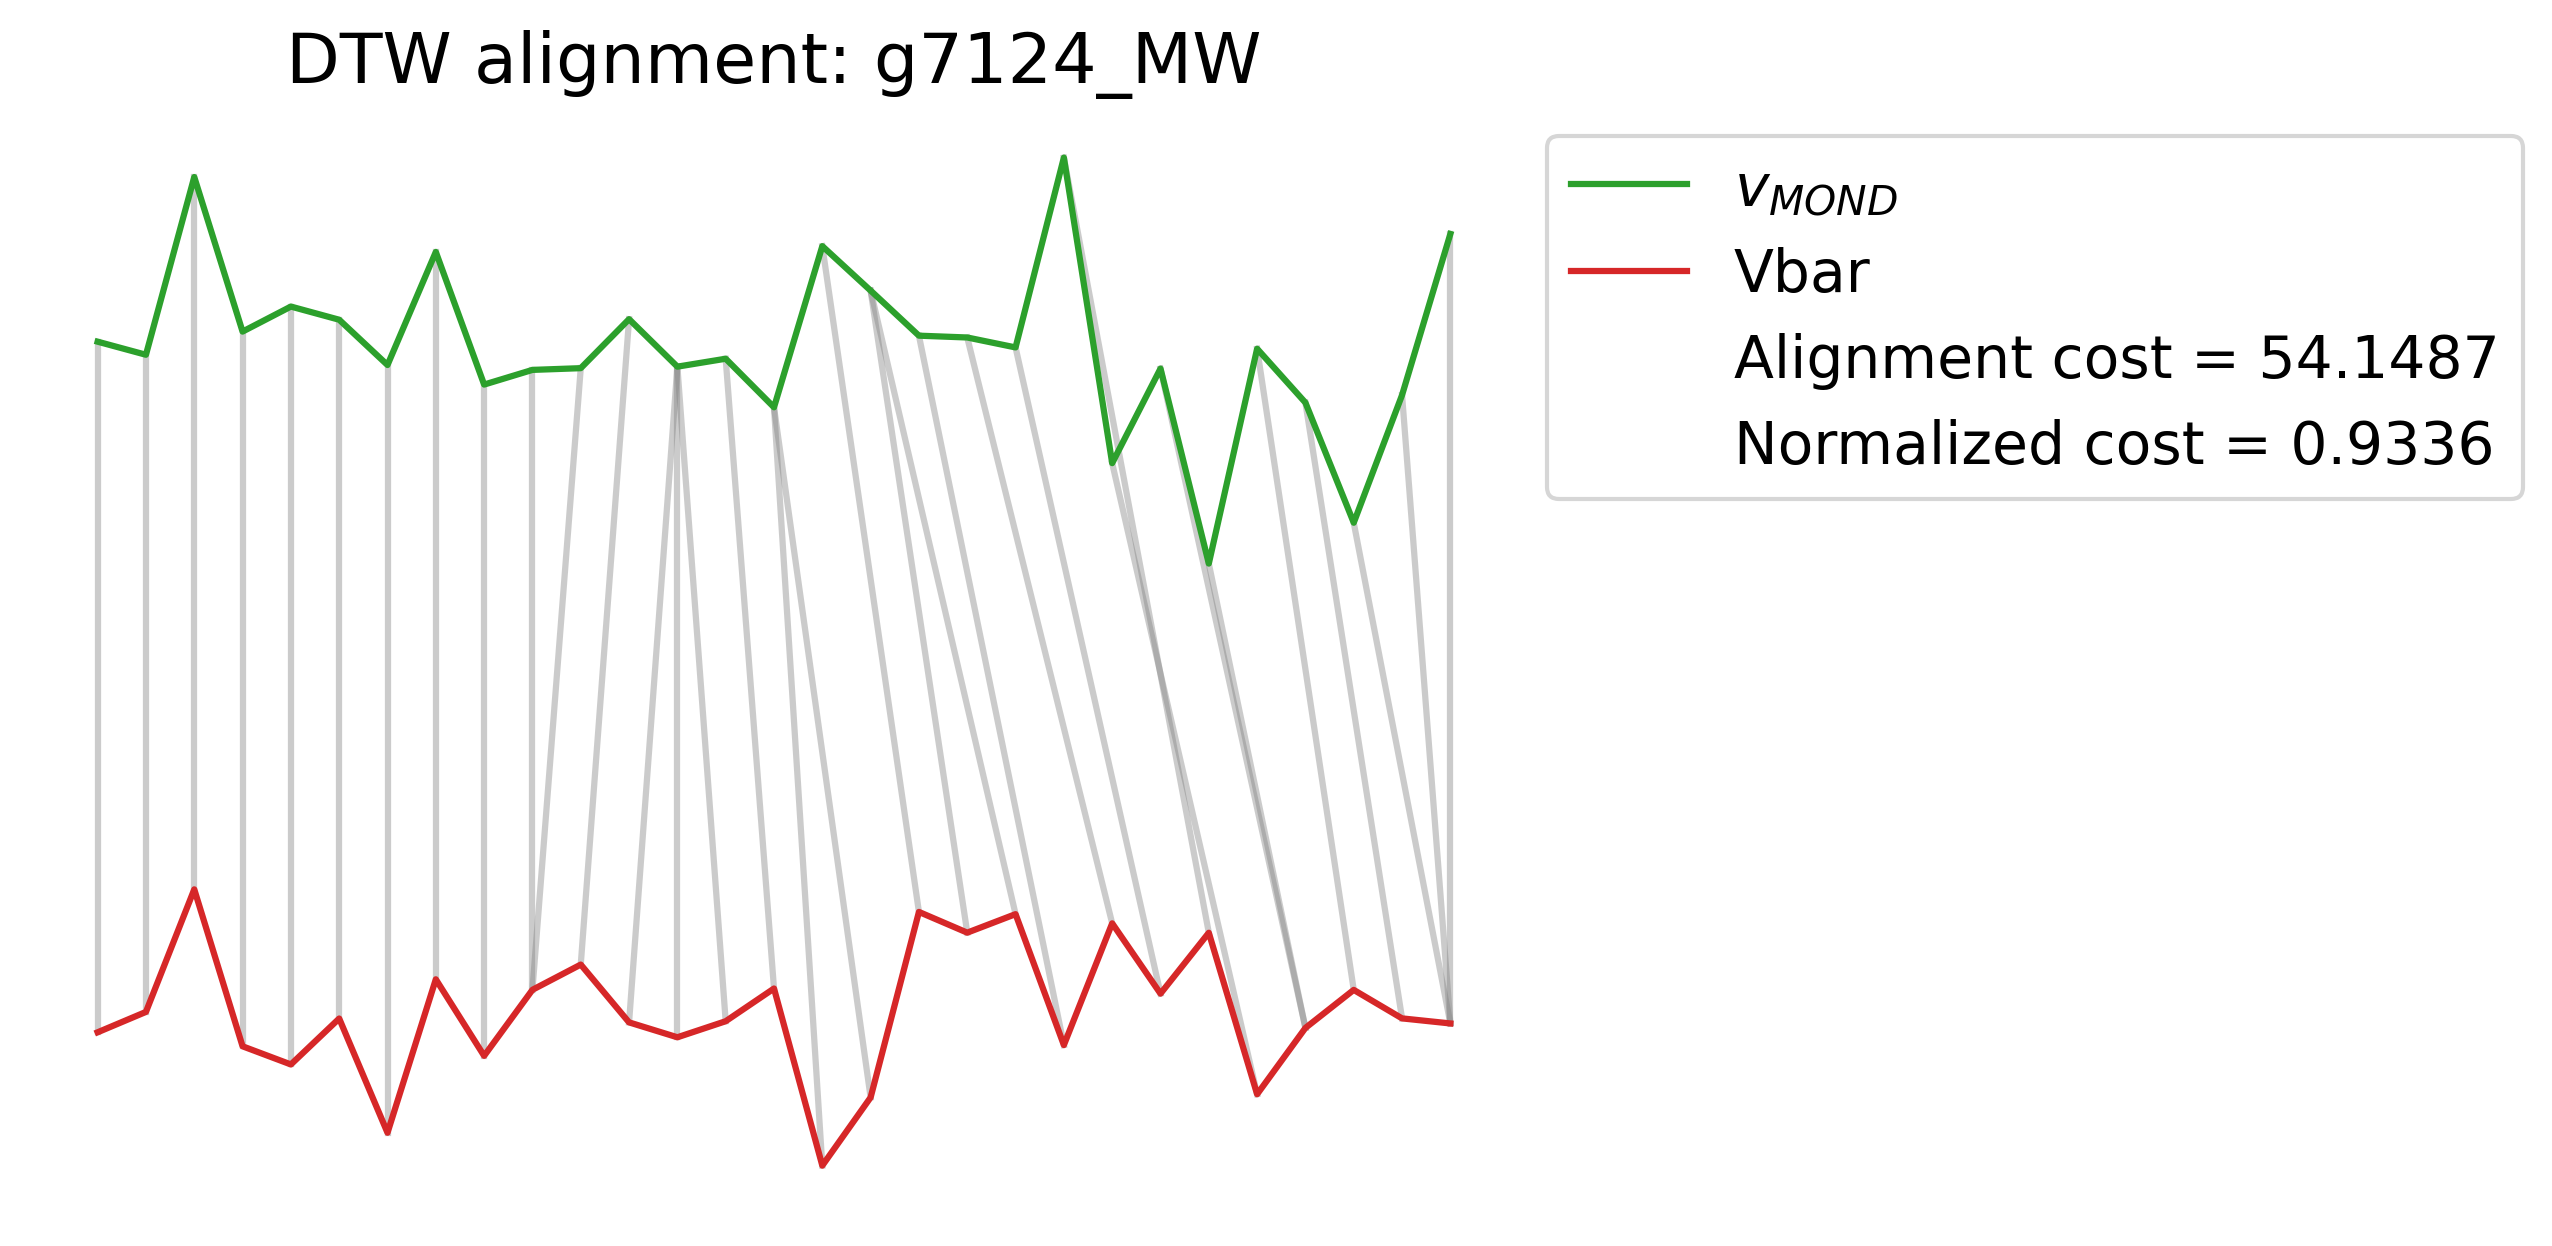 DTW alignment: g7124_MW
v_MOND
Vbar
Alignment cost = 54.1487
Normalized cost = 0.9336